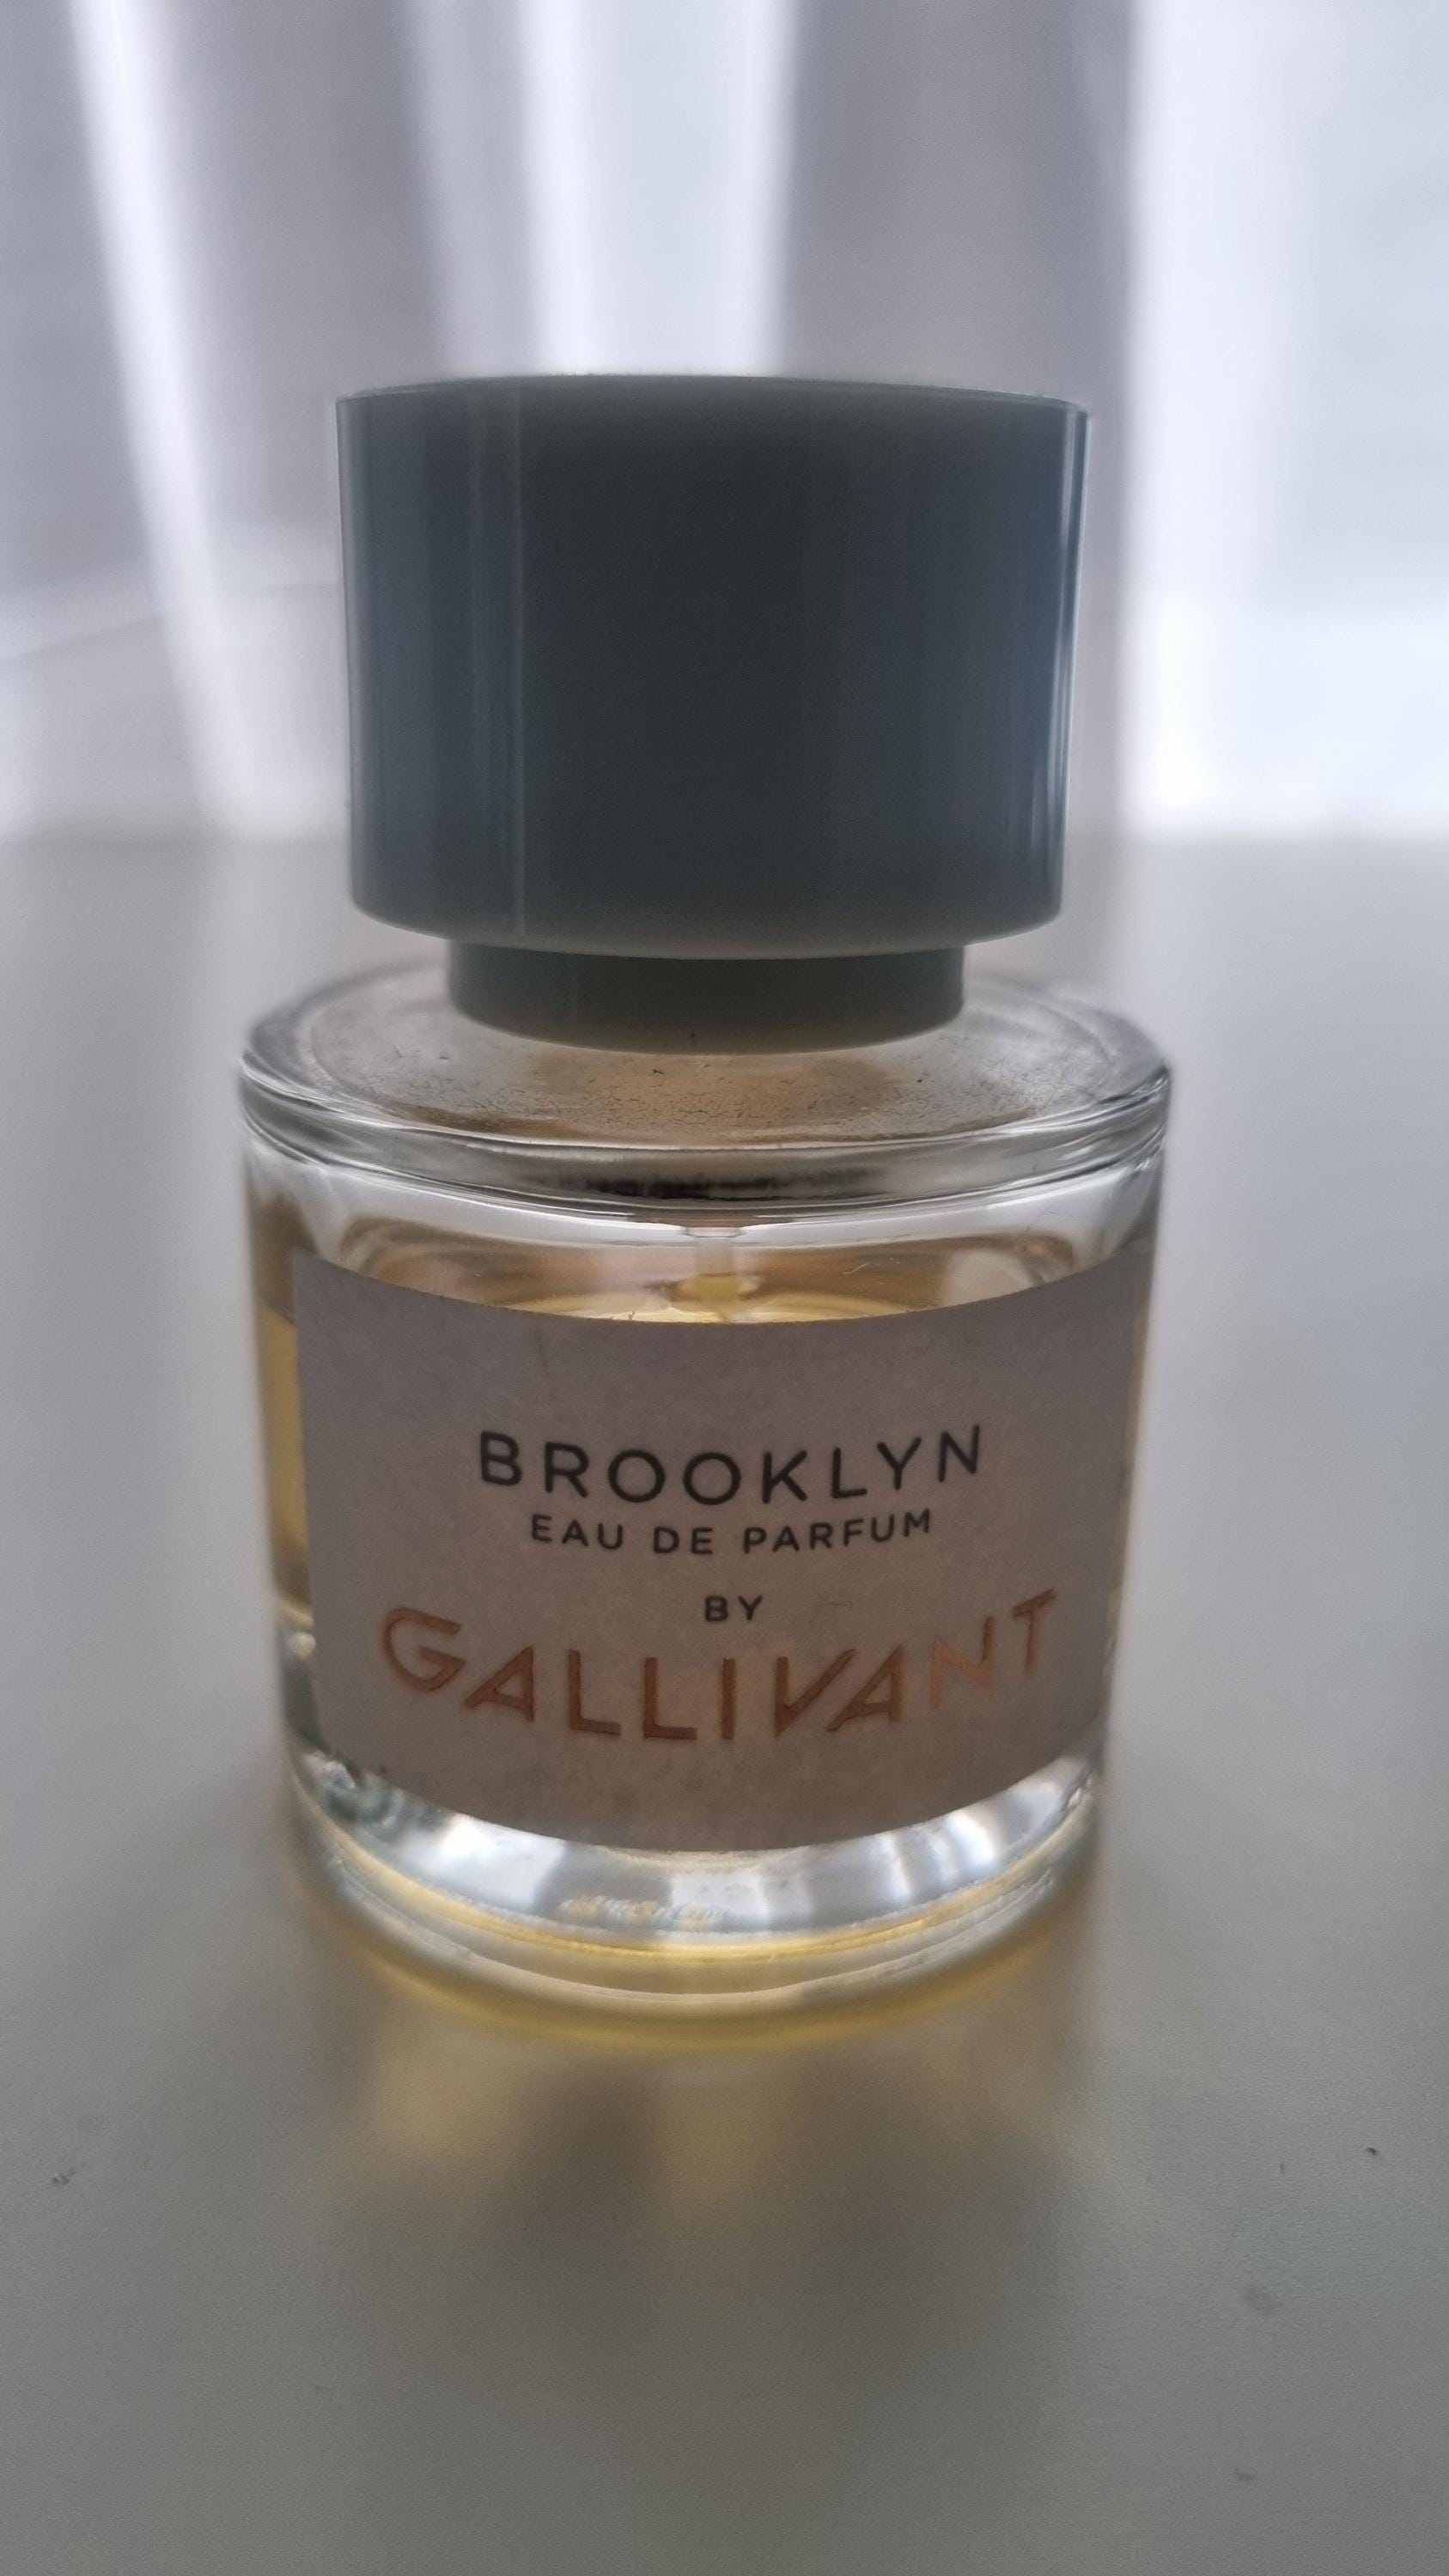 BROOKLYN
EAU DE PARFUM
BY
GALLIVANT